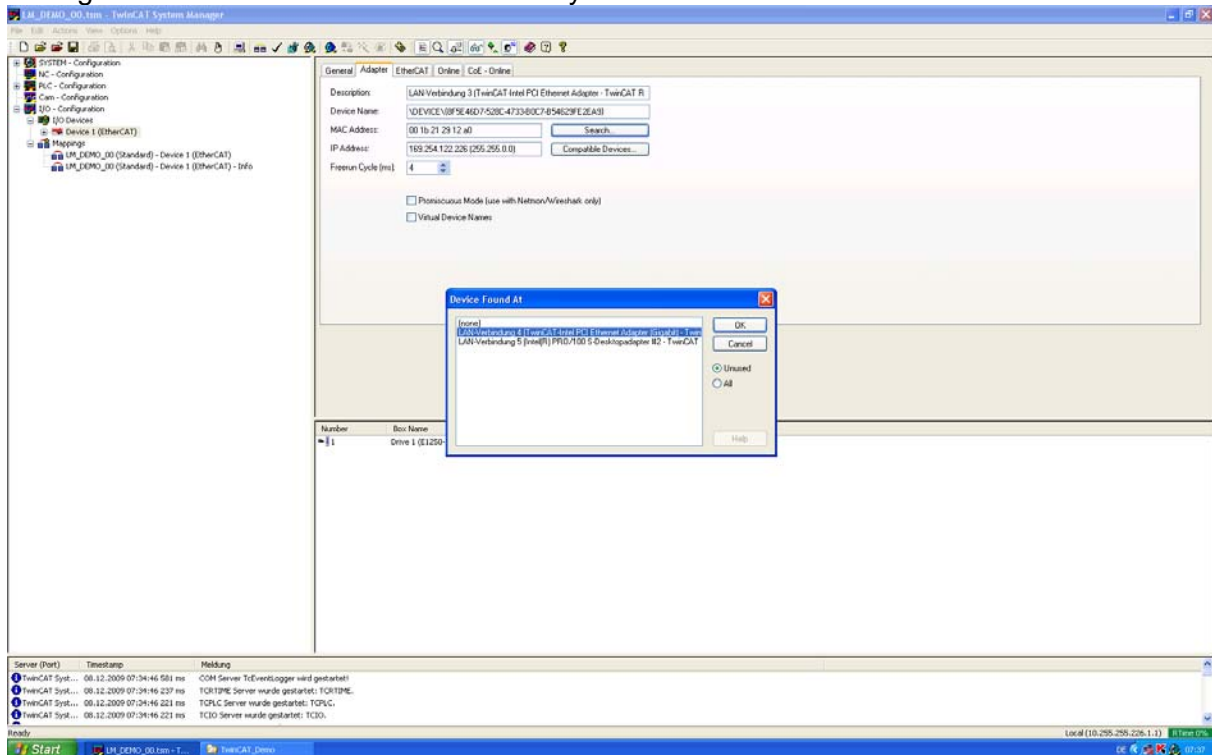 LM_DEMO_00.tsm - TwinCAT System Manager
File Edit Actions View Options Help
SYSTEM - Configuration
NC - Configuration
PLC - Configuration
Cam - Configuration
I/O - Configuration
I/O Devices
Device 1 (EtherCAT)
Mappings
LM_DEMO_00 (Standard) - Device 1 (EtherCAT)
LM_DEMO_00 (Standard) - Device 1 (EtherCAT) - Info
General Adapter EtherCAT Online CoE - Online
Description: LAN-Verbindung 3 (TwinCAT-Intel PCI Ethernet Adapter - TwinCAT R
Device Name:
MAC Address: 00 1b 21 29 12 a0 Search...
IP Address: 169.254.122.226 (255.255.0.0) Compatible Devices...
Freerun Cycle (ms): 4
Promiscuous Mode (use with Netmon/Wireshark only)
Virtual Device Names
Device Found At
(none)
LAN-Verbindung 4 (TwinCAT-Intel PCI Ethernet Adapter (Gigabit) - Twin
LAN-Verbindung 5 (Intel(R) PRO/100 S-Desktopadapter #2 - TwinCAT
OK
Cancel
Unused
All
Help
Number Box Name
1 Drive 1 (E1250-
Server (Port) Timestamp Meldung
TwinCAT Syst... 08.12.2009 07:34:46 581 ms COM Server TcEventLogger wird gestartet!
TwinCAT Syst... 08.12.2009 07:34:46 237 ms TCRTIME Server wurde gestartet: TCRTIME.
TwinCAT Syst... 08.12.2009 07:34:46 221 ms TCPLC Server wurde gestartet: TCPLC.
TwinCAT Syst... 08.12.2009 07:34:46 221 ms TCIO Server wurde gestartet: TCIO.
Ready Local (10.255.255.226.1.1) RTime 0%
Start LM_DEMO_00.tsm - T... TwinCAT_Demo DE 07:37